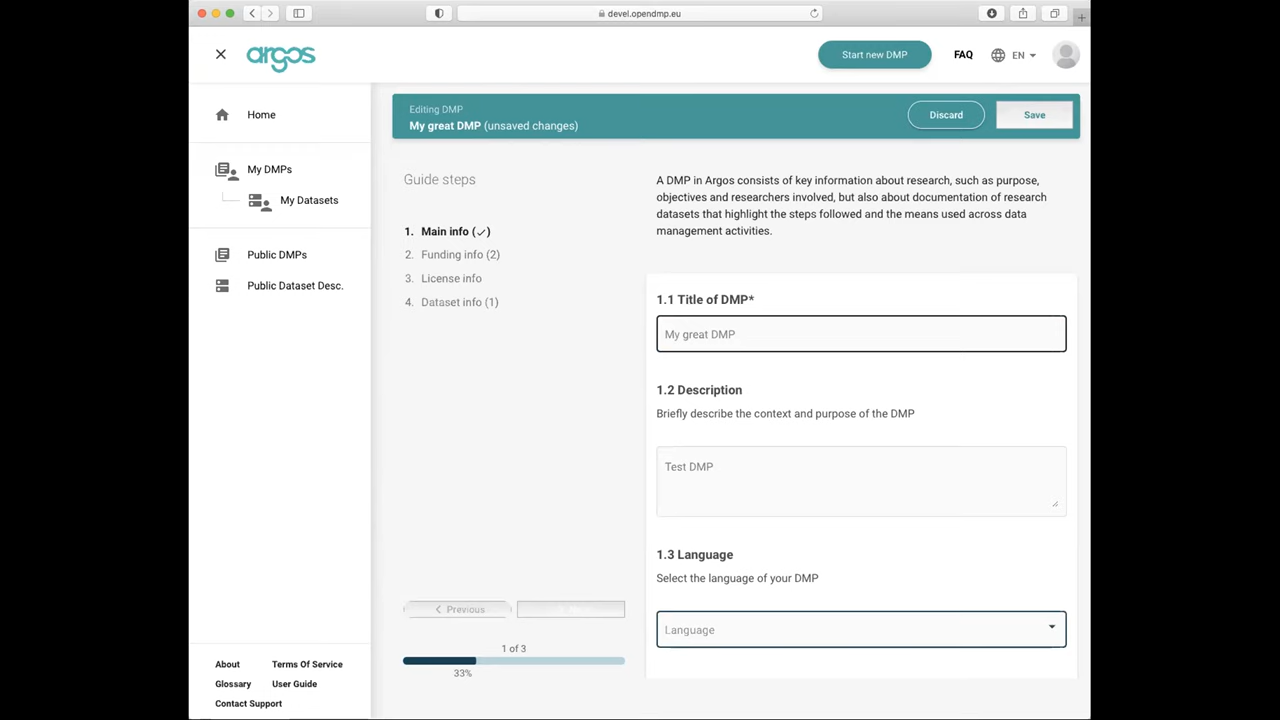 devel.opendmp.eu
argos
Start new DMP
FAQ
EN
Home
My DMPs
My Datasets
Public DMPs
Public Dataset Desc.
About
Terms Of Service
Glossary
User Guide
Contact Support
Editing DMP
My great DMP (unsaved changes)
Discard
Save
Guide steps
1. Main info (✓)
2. Funding info (2)
3. License info
4. Dataset info (1)
Previous
1 of 3
33%
A DMP in Argos consists of key information about research, such as purpose,
objectives and researchers involved, but also about documentation of research
datasets that highlight the steps followed and the means used across data
management activities.
1.1 Title of DMP*
My great DMP
1.2 Description
Briefly describe the context and purpose of the DMP
Test DMP
1.3 Language
Select the language of your DMP
Language